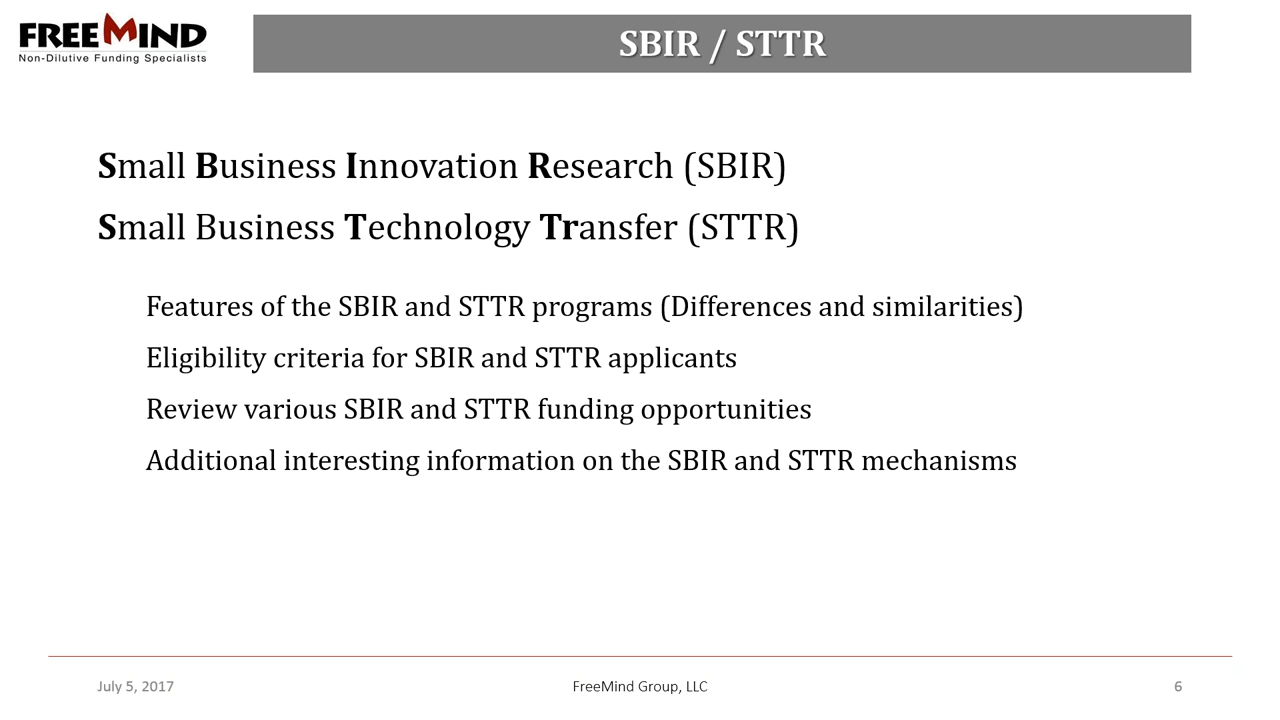 FREEMIND
Non-Dilutive Funding Specialists
SBIR / STTR
Small Business Innovation Research (SBIR)
Small Business Technology Transfer (STTR)
Features of the SBIR and STTR programs (Differences and similarities)
Eligibility criteria for SBIR and STTR applicants
Review various SBIR and STTR funding opportunities
Additional interesting information on the SBIR and STTR mechanisms
July 5, 2017
FreeMind Group, LLC
6